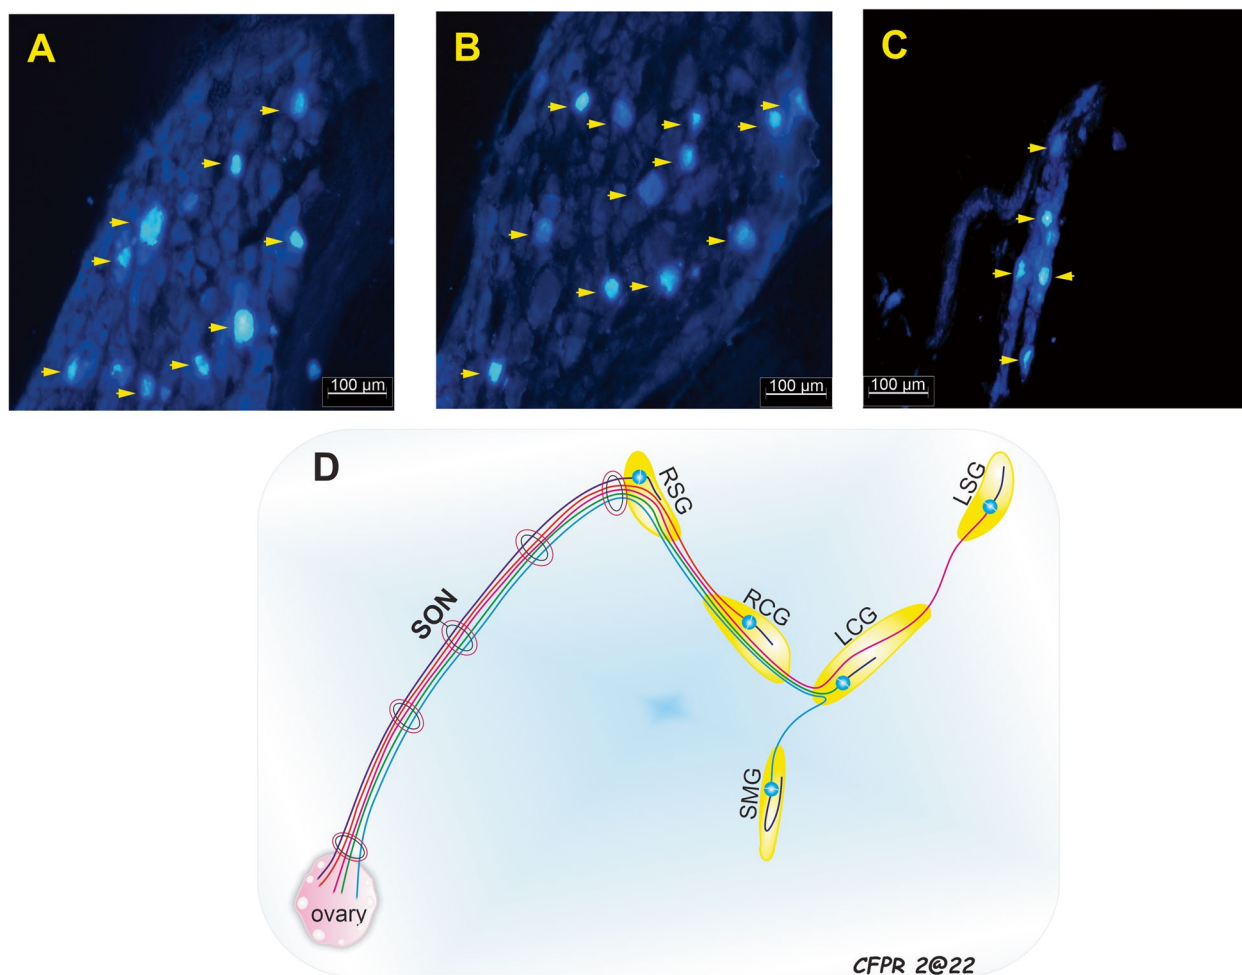 A
B
C
100 µm
100 µm
100 µm
D
RSG
LSG
SON
RCG
LCG
SMG
ovary
CFPR 2@22